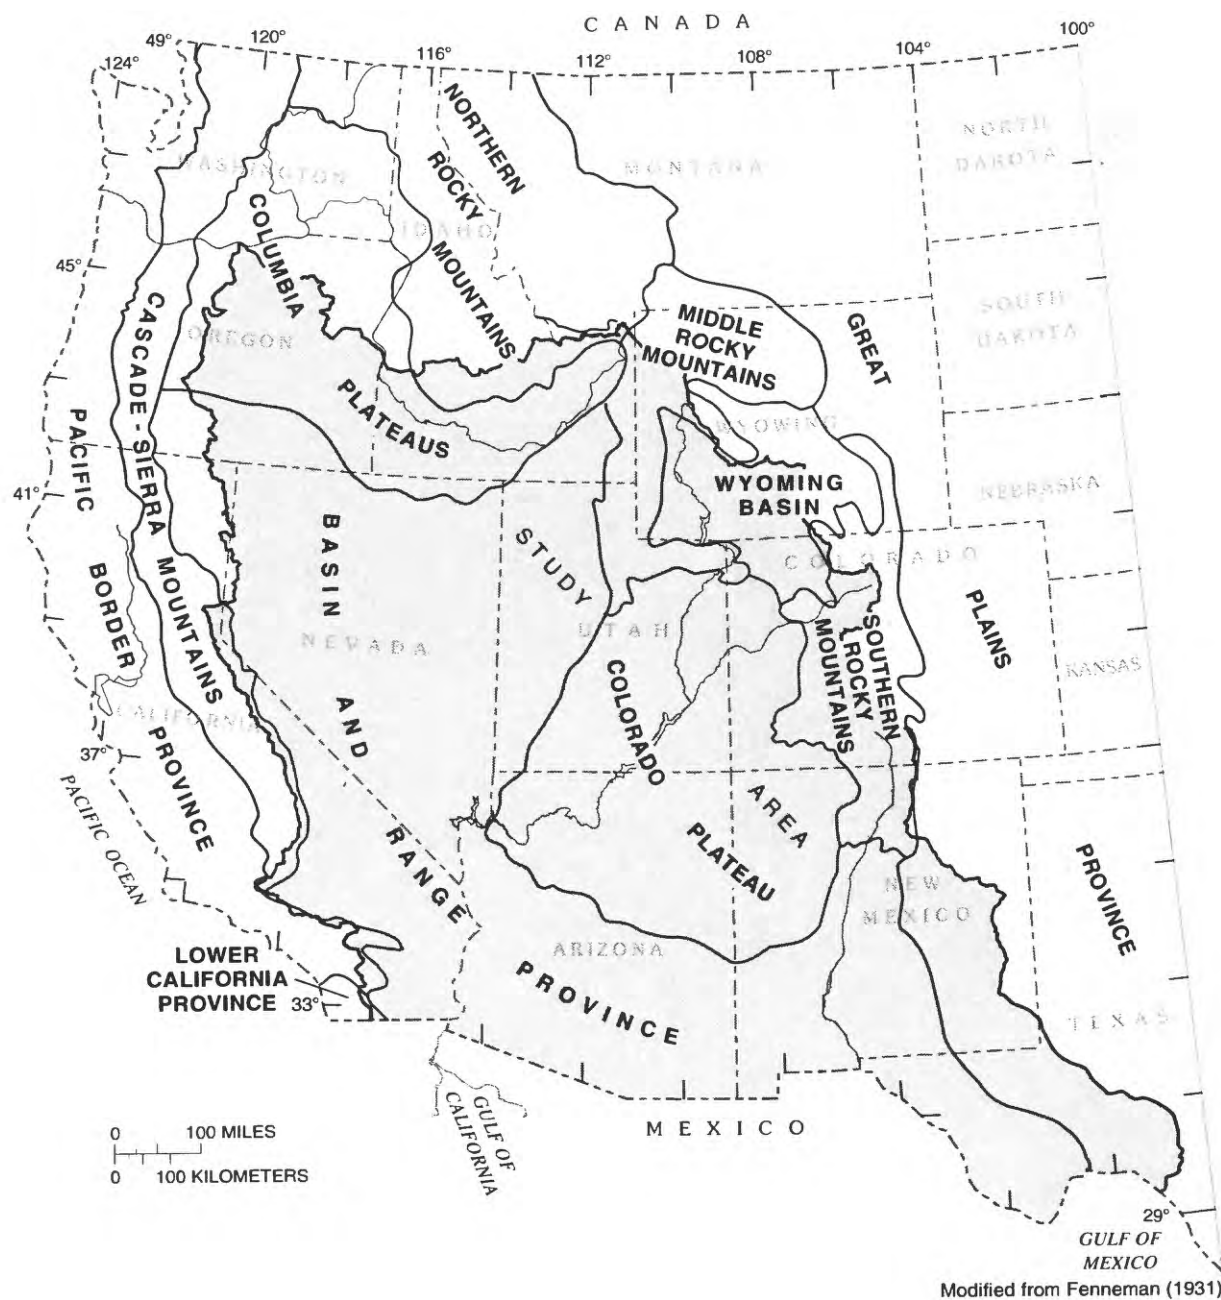 CANADA
49°
124°
120°
116°
112°
108°
104°
100°
NORTHERN
ROCKY
MOUNTAINS
WASHINGTON
IDAHO
MONTANA
NORTH
DAKOTA
COLUMBIA
PLATEAUS
45°
OREGON
CASCADE-SIERRA MOUNTAINS
MIDDLE
ROCKY
MOUNTAINS
GREAT
PLAINS
PROVINCE
SOUTH
DAKOTA
WYOMING
WYOMING
BASIN
NEBRASKA
41°
PACIFIC
BORDER
PROVINCE
BASIN
AND
RANGE
PROVINCE
STUDY
AREA
COLORADO
UTAH
NEVADA
COLORADO
PLATEAU
SOUTHERN
ROCKY
MOUNTAINS
KANSAS
CALIFORNIA
37°
PACIFIC OCEAN
NEW
MEXICO
ARIZONA
LOWER
CALIFORNIA
PROVINCE
33°
TEXAS
GULF OF
CALIFORNIA
MEXICO
0 100 MILES
0 100 KILOMETERS
29°
GULF OF
MEXICO
Modified from Fenneman (1931)